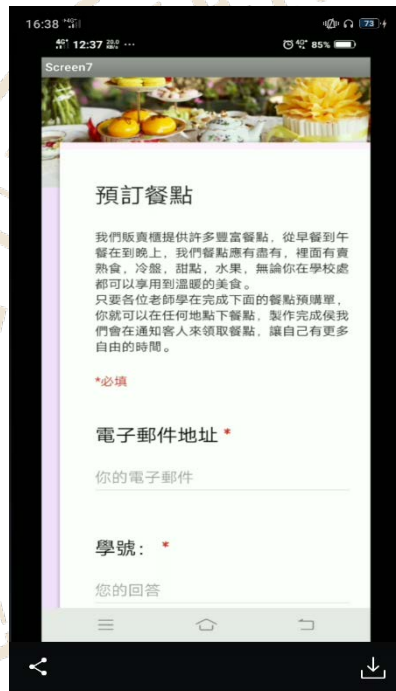 16:38
73
12:37
85%
Screen7
預訂餐點
我們販賣櫃提供許多豐富餐點，從早餐到午
餐在到晚上，我們餐點應有盡有，裡面有賣
熟食，冷盤，甜點，水果，無論你在學校處
都可以享用到溫暖的美食。
只要各位老師學在完成下面的餐點預購單，
你就可以在任何地點下餐點，製作完成侯我
們會在通知客人來領取餐點，讓自己有更多
自由的時間。
*必填
電子郵件地址 *
你的電子郵件
學號： *
您的回答